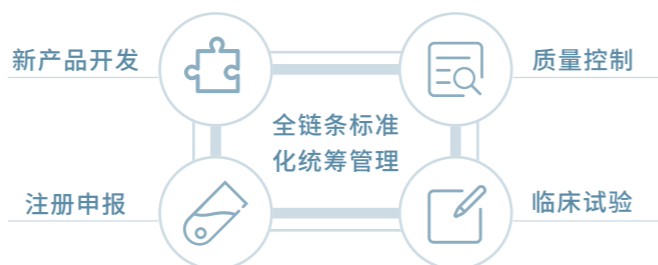 新产品开发
质量控制
全链条标准
化统筹管理
注册申报
临床试验